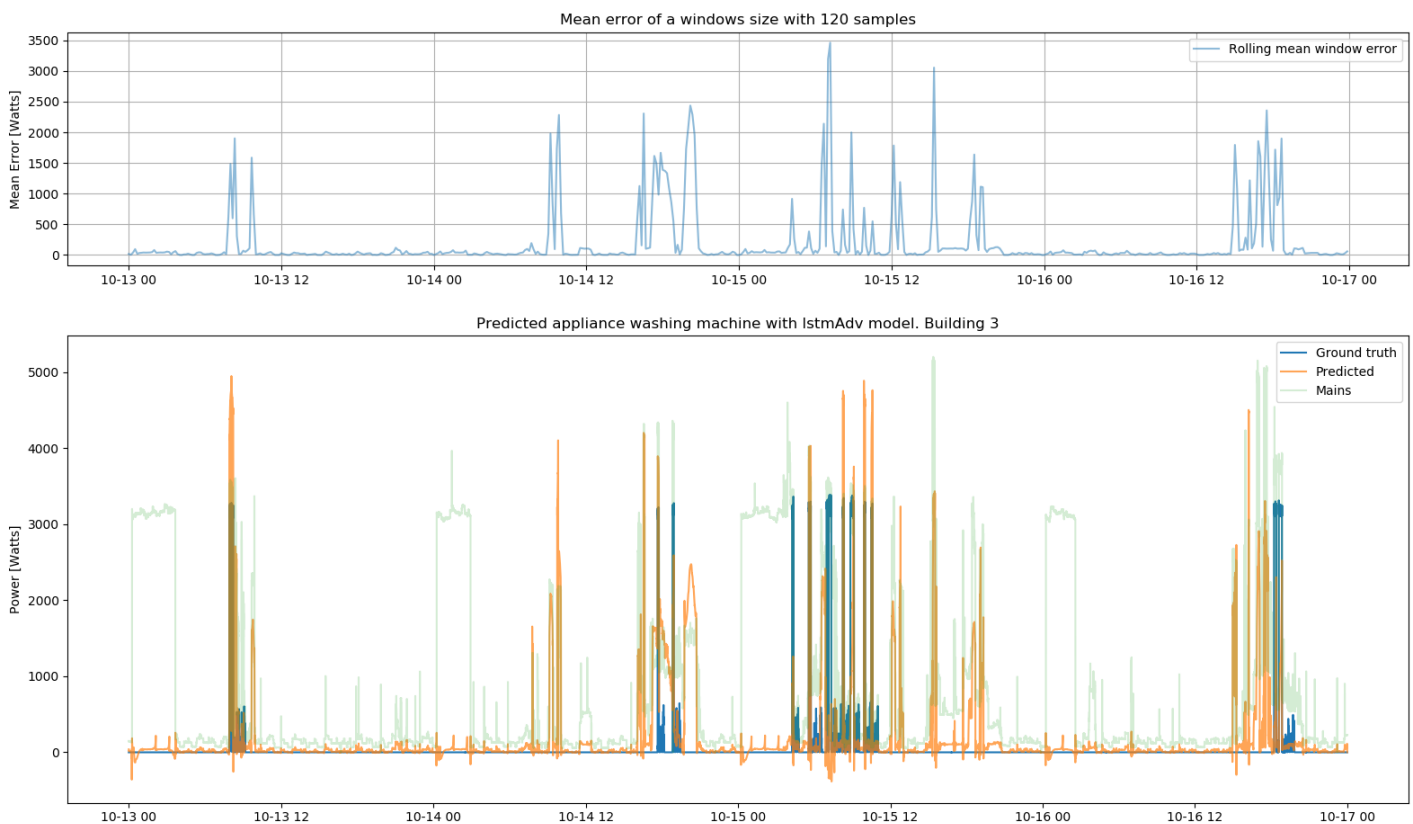 Mean error of a windows size with 120 samples
3500
3000
2500
2000
1500
1000
500
0
Mean Error [Watts]
Rolling mean window error
10-13 00 10-13 12 10-14 00 10-14 12 10-15 00 10-15 12 10-16 00 10-16 12 10-17 00
Predicted appliance washing machine with lstmAdv model. Building 3
5000
4000
3000
2000
1000
0
Power [Watts]
Ground truth
Predicted
Mains
10-13 00 10-13 12 10-14 00 10-14 12 10-15 00 10-15 12 10-16 00 10-16 12 10-17 00